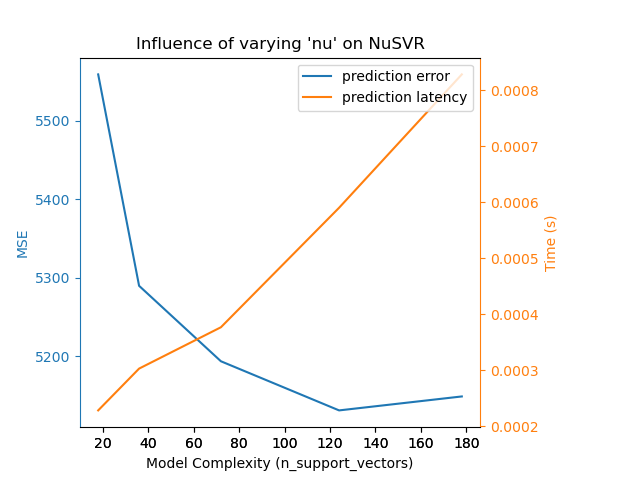 Influence of varying 'nu' on NuSVR
prediction error
prediction latency
5500
5400
5300
5200
MSE
0.0008
0.0007
0.0006
0.0005
0.0004
0.0003
0.0002
Time (s)
20 40 60 80 100 120 140 160 180
Model Complexity (n_support_vectors)